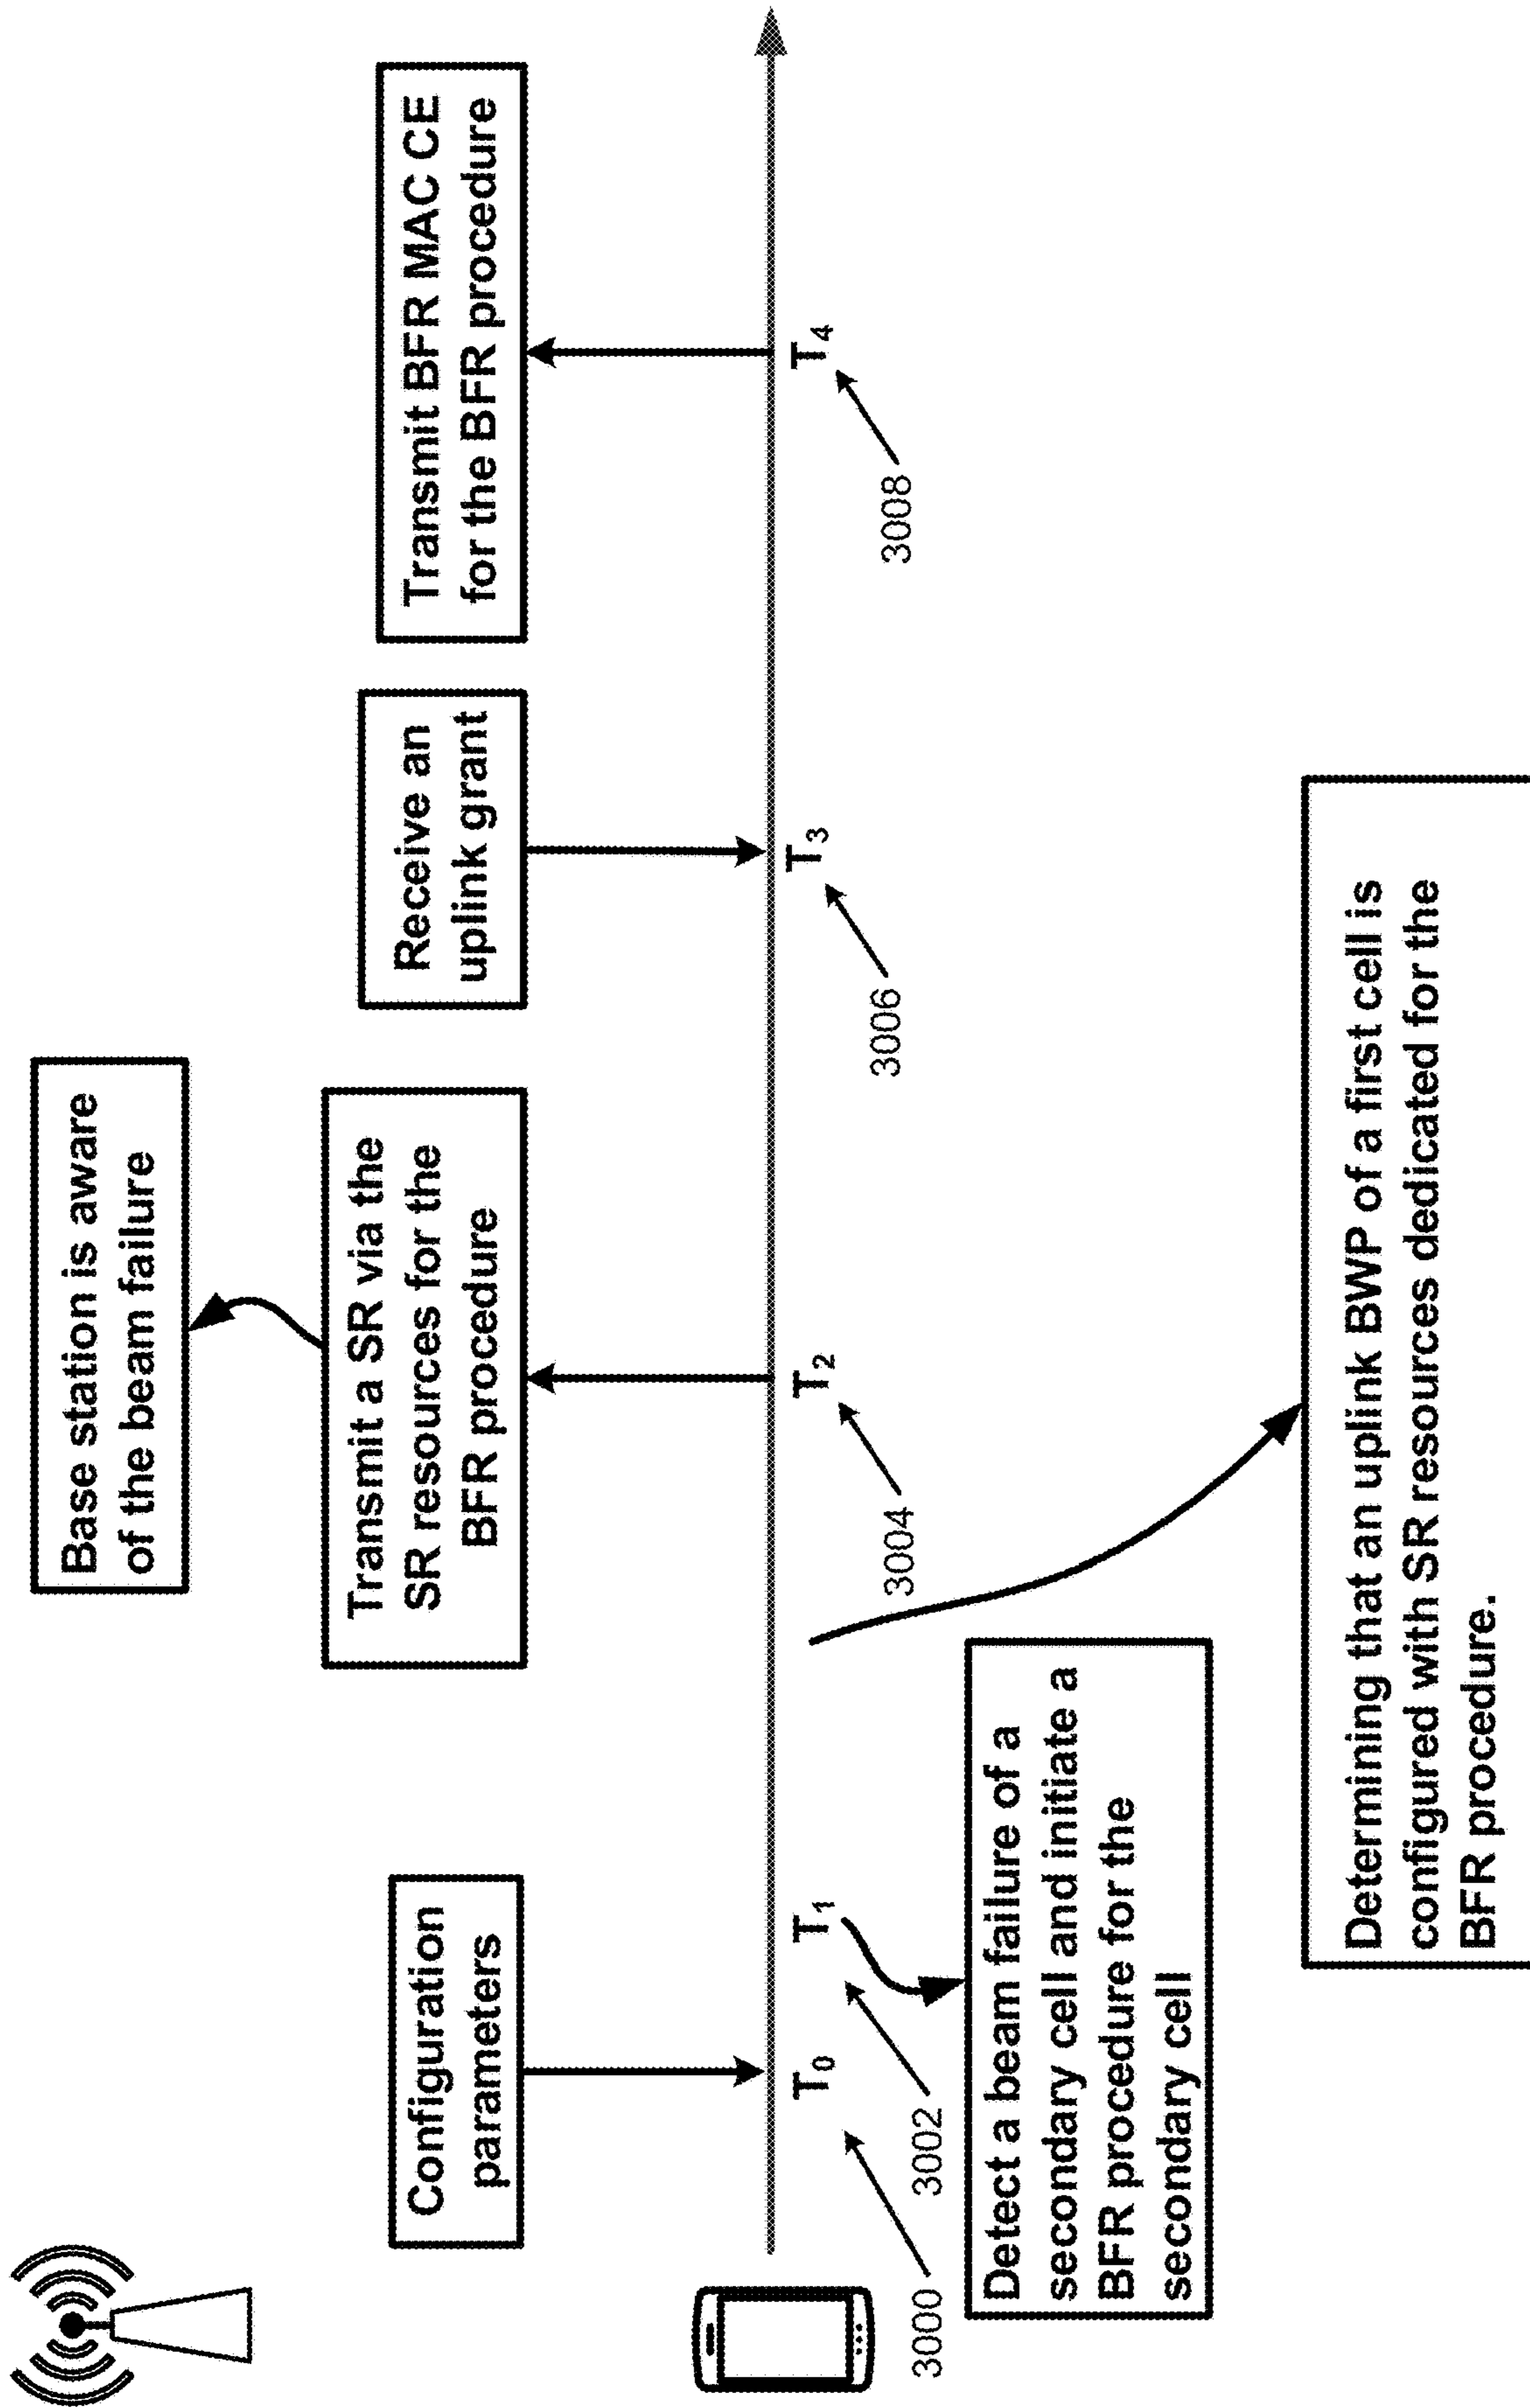 Base station is aware
of the beam failure
Configuration
parameters
Transmit a SR via the
SR resources for the
BFR procedure
Receive an
uplink grant
Transmit BFR MAC CE
for the BFR procedure
T0
T1
T2
T3
T4
3000
3002
3004
3006
3008
Detect a beam failure of a
secondary cell and initiate a
BFR procedure for the
secondary cell
Determining that an uplink BWP of a first cell is
configured with SR resources dedicated for the
BFR procedure.